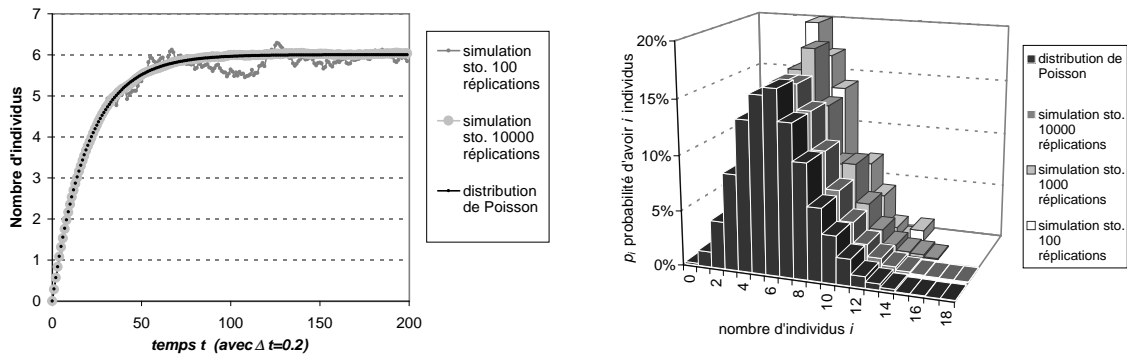 7
6
5
4
3
2
1
0
Nombre d'individus
0
50
100
150
200
temps t (avec Δ t=0.2)
simulation
sto. 100
réplications
simulation
sto. 10000
réplications
distribution
de Poisson
20%
15%
10%
5%
0%
p_i probabilité d'avoir i individus
0
2
4
6
8
10
12
14
16
18
nombre d'individus i
distribution de
Poisson
simulation sto.
10000
réplications
simulation sto.
1000
réplications
simulation sto.
100
réplications